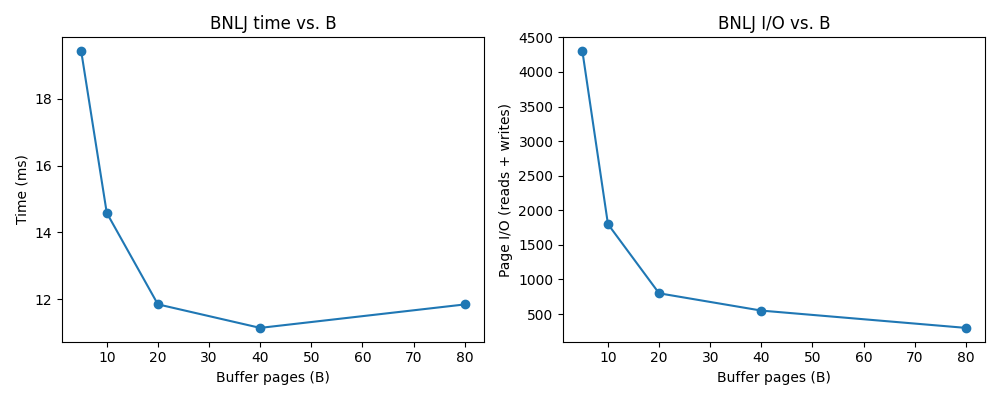 BNLJ time vs. B
Time (ms)
18
16
14
12
10 20 30 40 50 60 70 80
Buffer pages (B)
BNLJ I/O vs. B
Page I/O (reads + writes)
4500
4000
3500
3000
2500
2000
1500
1000
500
10 20 30 40 50 60 70 80
Buffer pages (B)